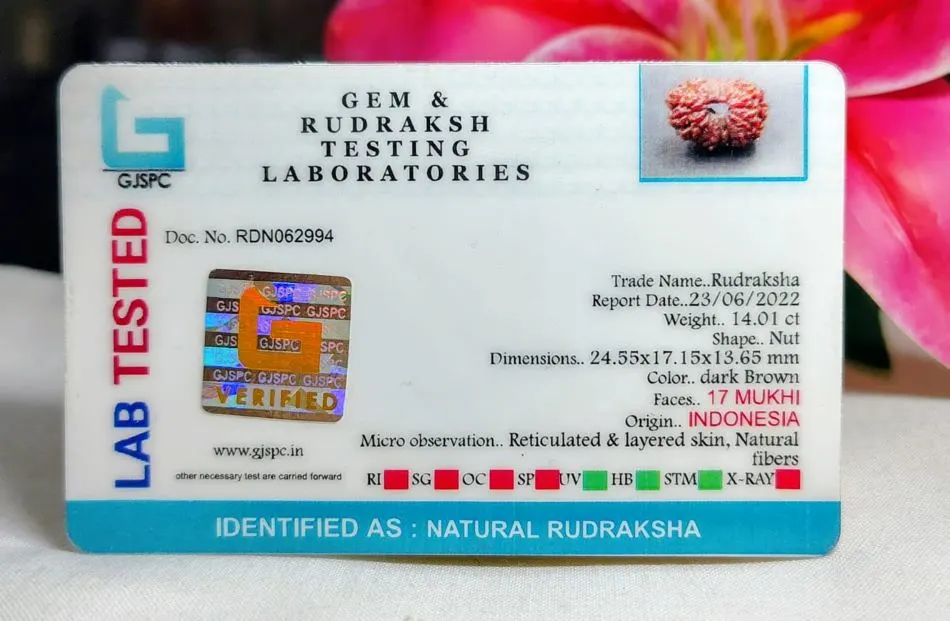 GJSPC
GEM &
RUDRAKSH
TESTING
LABORATORIES
LAB TESTED
Doc. No. RDN062994
GJSPC GJSPC
GJSPC
GJSPC
GJSPC GJSPC GJSPC
VERIFIED
www.gjspc.in
other necessary test are carried forward
Trade Name..Rudraksha
Report Date..23/06/2022
Weight.. 14.01 ct
Shape.. Nut
Dimensions.. 24.55x17.15x13.65 mm
Color.. dark Brown
Faces.. 17 MUKHI
Origin.. INDONESIA
Micro observation.. Reticulated & layered skin, Natural
fibers
RI SG OC SP UV HB STM X-RAY
IDENTIFIED AS : NATURAL RUDRAKSHA